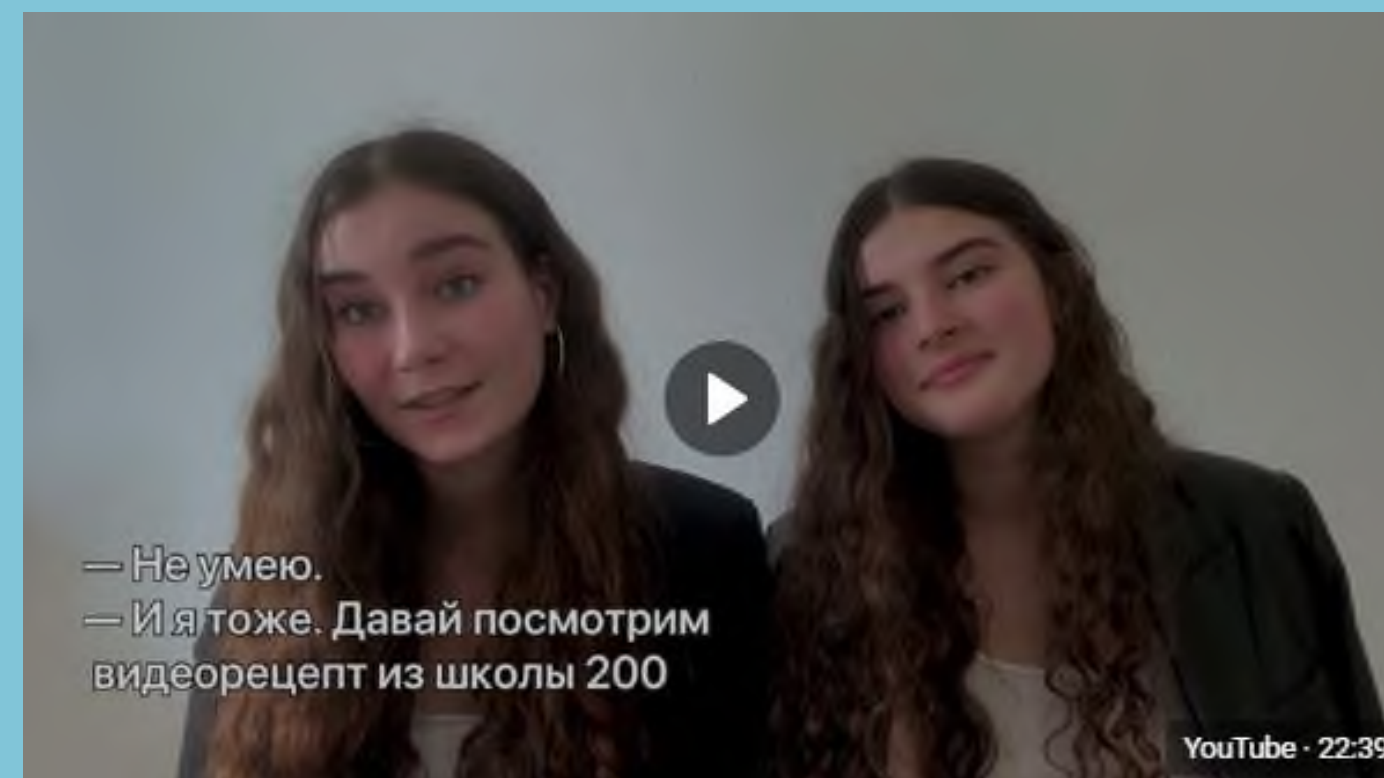 — Не умею.
— И я тоже. Давай посмотрим
видеорецепт из школы 200
YouTube · 22:39